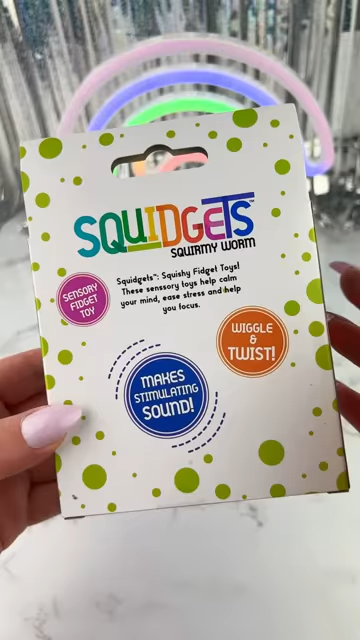 SQUIDGETS™
SQUIRMY WORM
SENSORY
FIDGET
TOY
Squidgets™: Squishy Fidget Toys!
These senssory toys help calm
your mind, ease stress and help
you focus.
WIGGLE
&
TWIST!
MAKES
STIMULATING
SOUND!